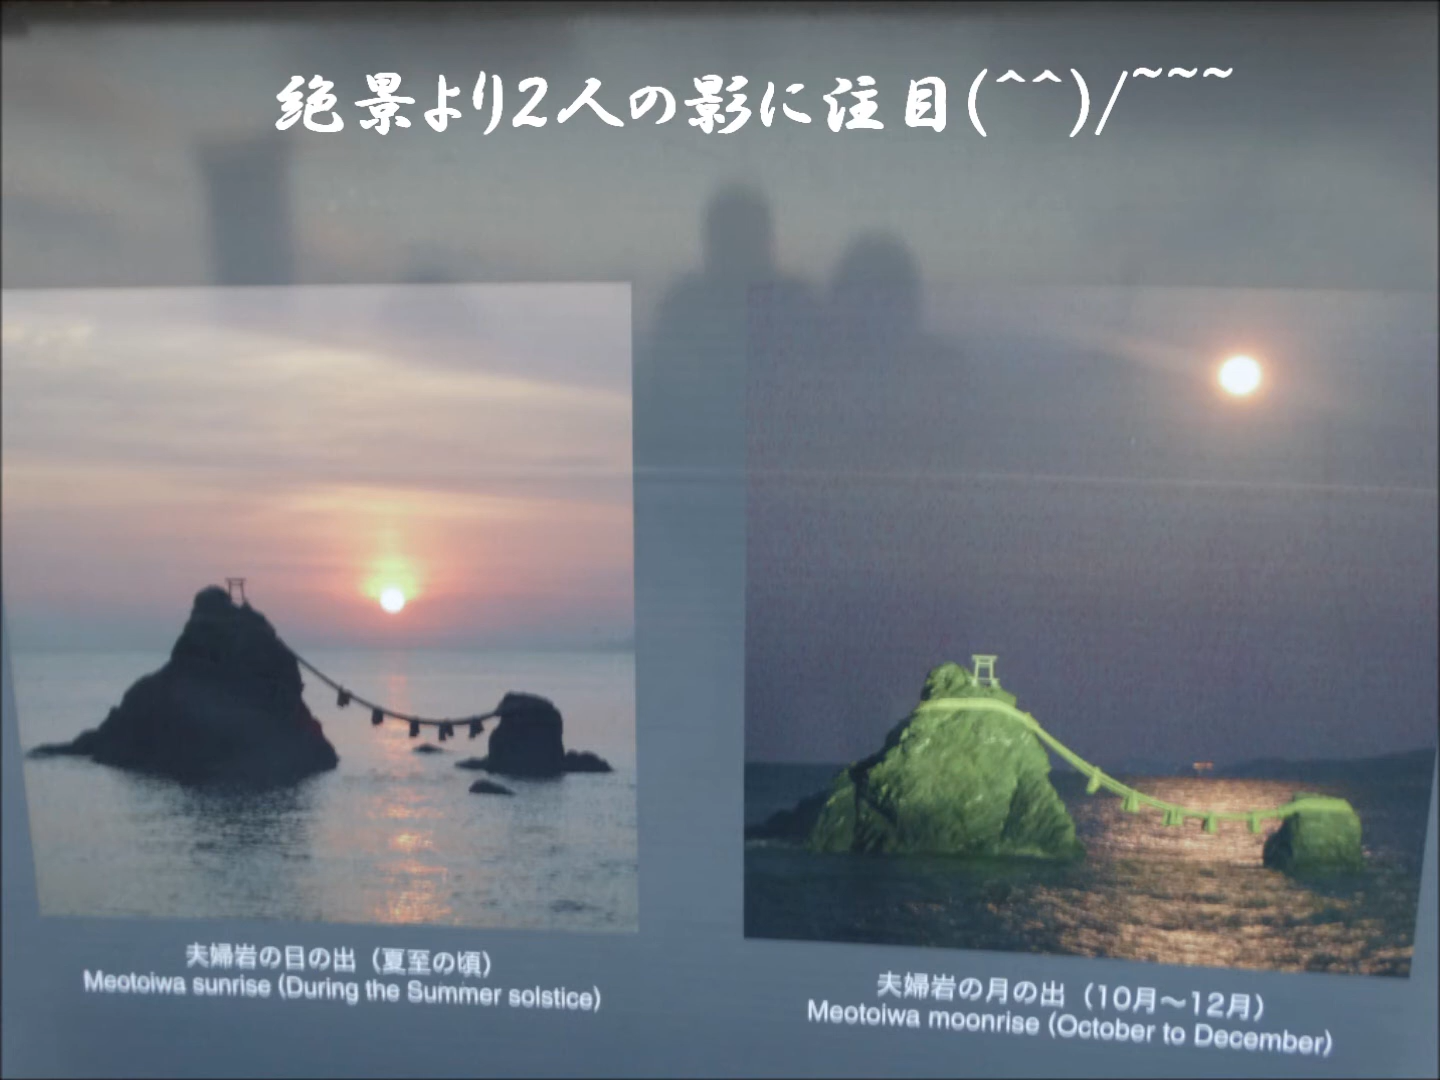 絶景より2人の影に注目(^^)/~~~
夫婦岩の日の出（夏至の頃）
Meotoiwa sunrise (During the Summer solstice)
夫婦岩の月の出（10月～12月）
Meotoiwa moonrise (October to December)